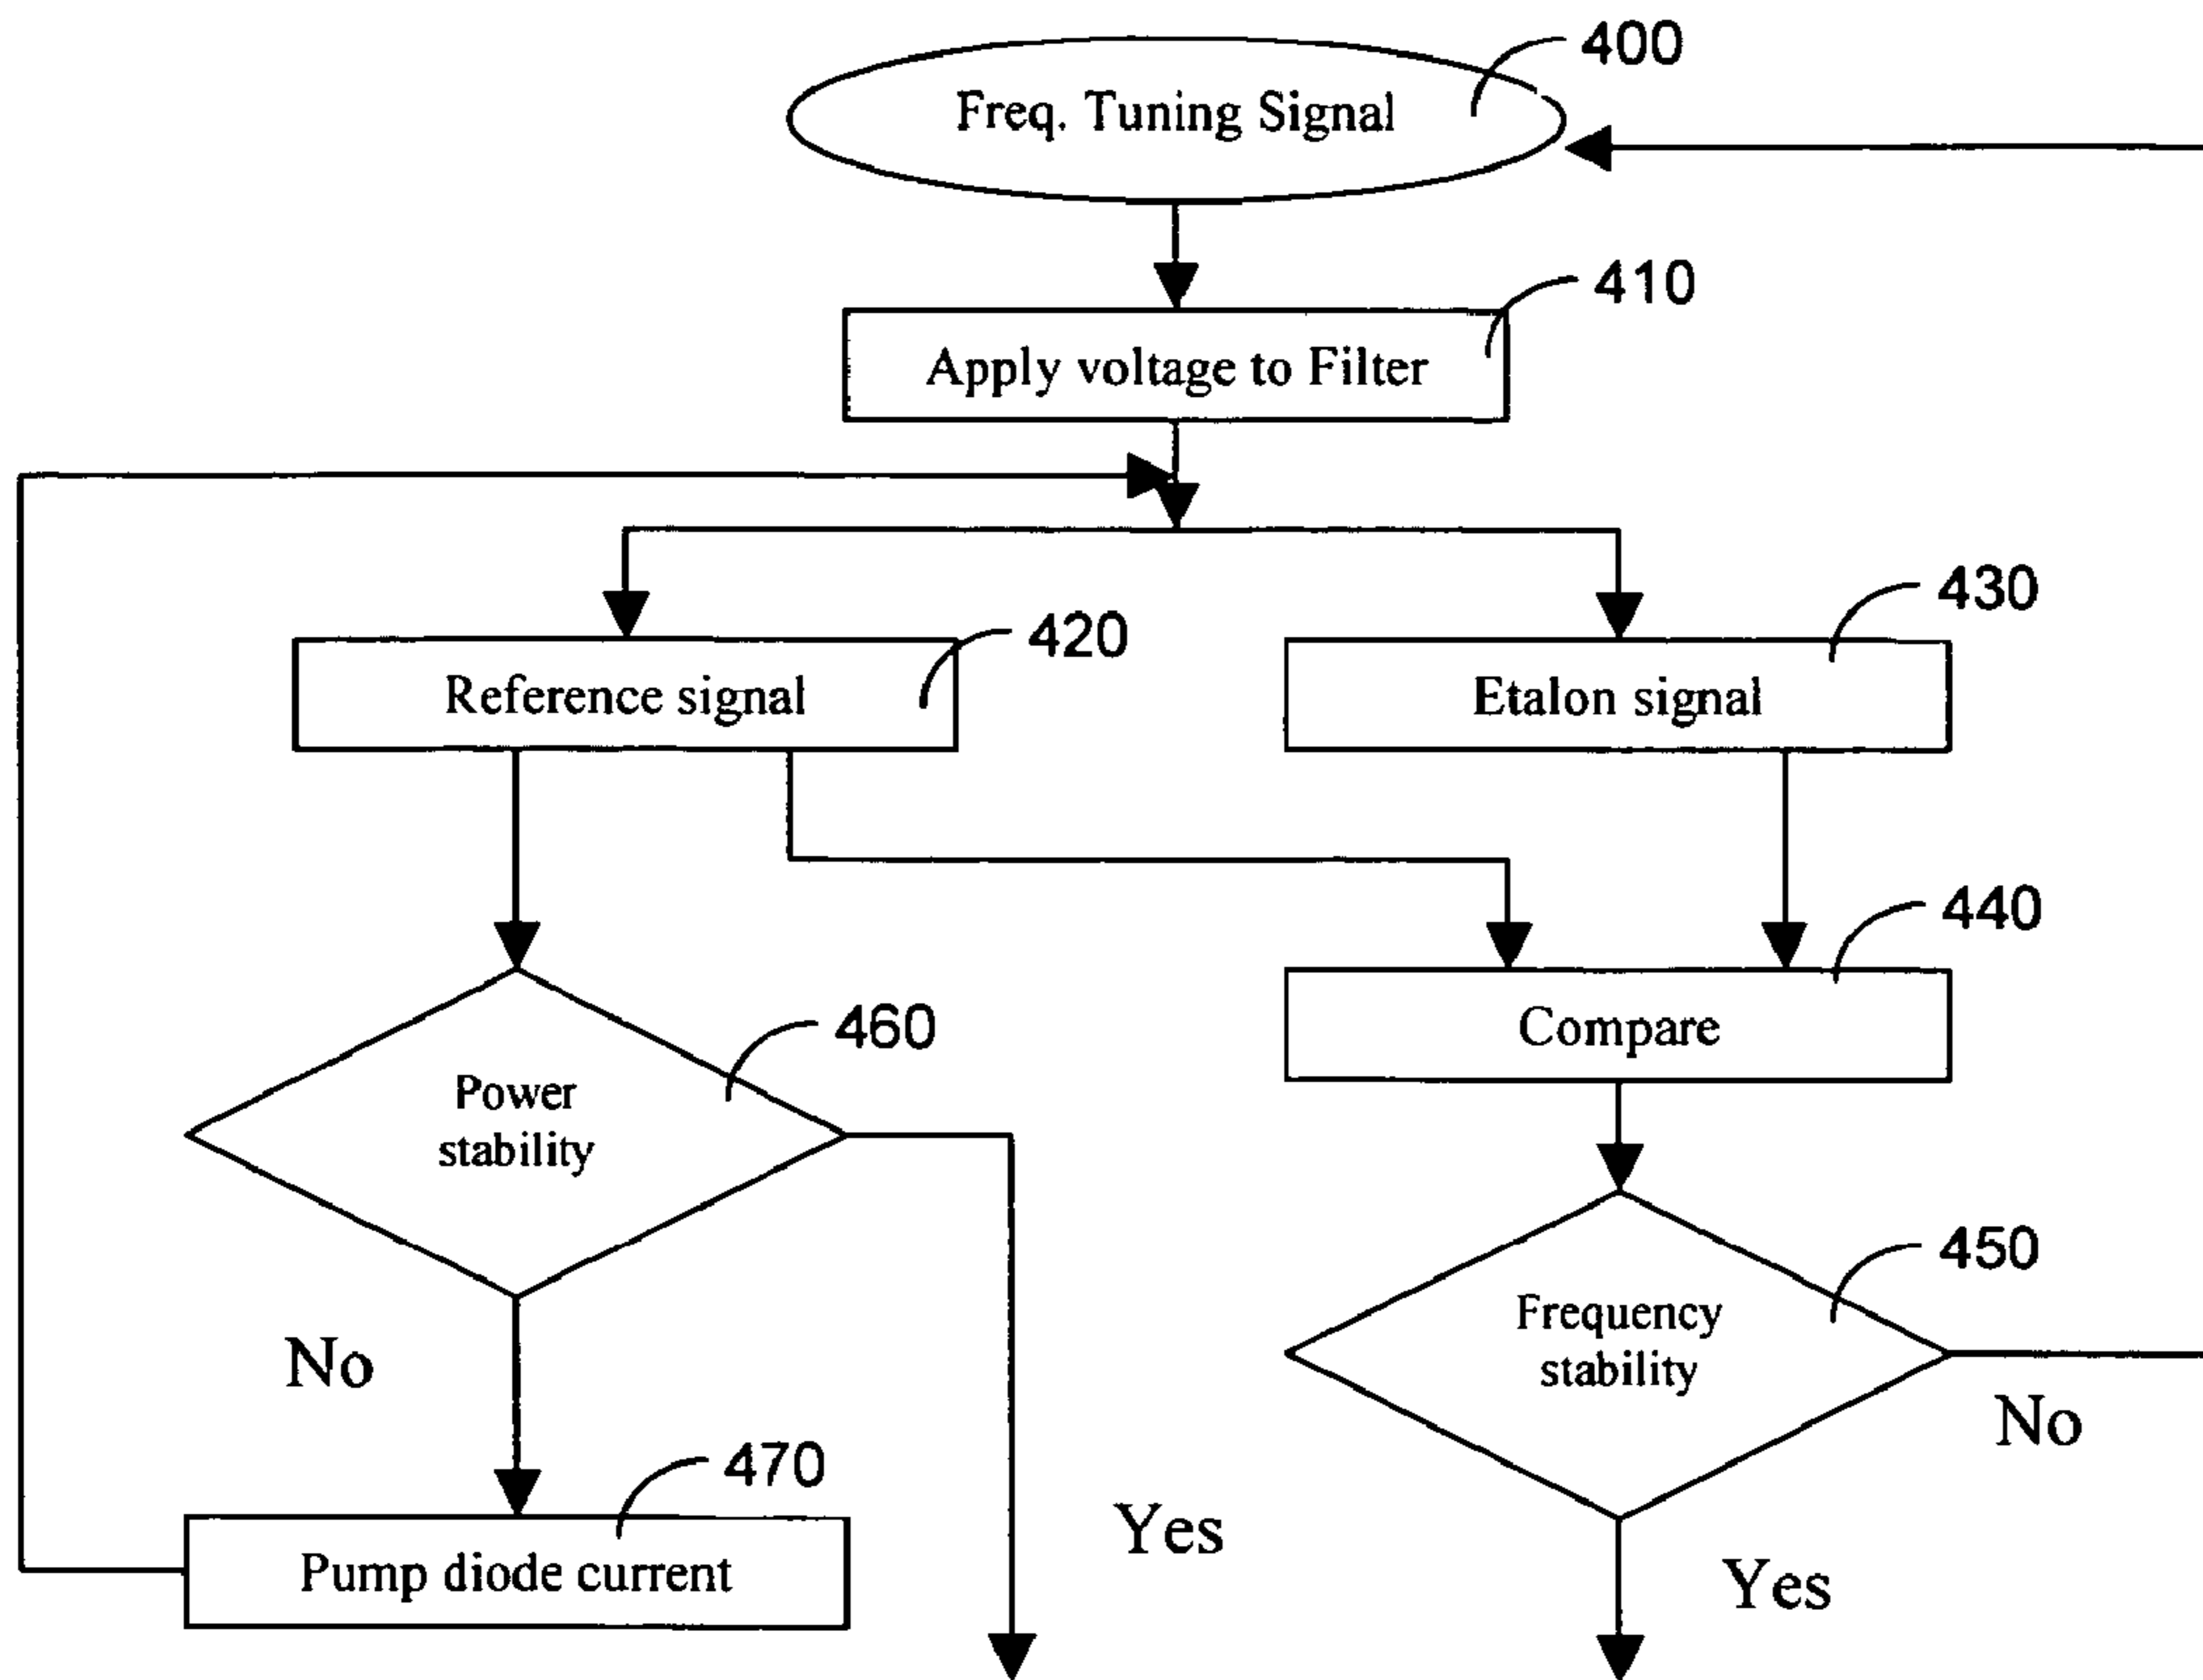 400
Freq. Tuning Signal
410
Apply voltage to Filter
430
420
Reference signal
Etalon signal
440
460
Compare
Power
stability
450
Frequency
stability
No
No
470
Yes
Pump diode current
Yes